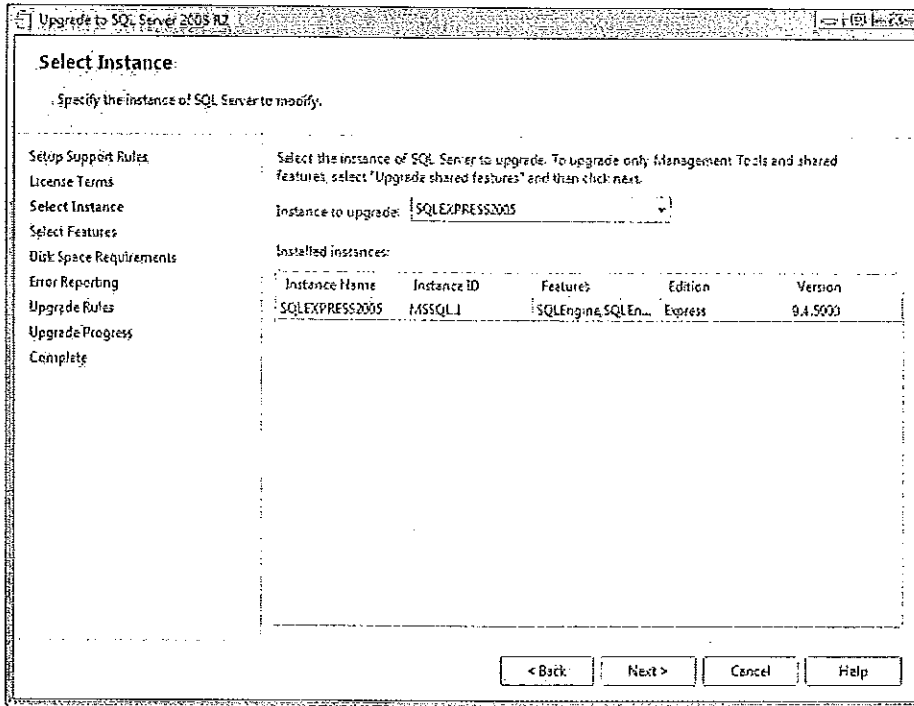 Upgrade to SQL Server 2008 R2
Select Instance
Specify the instance of SQL Server to modify.
Setup Support Rules
License Terms
Select Instance
Select Features
Disk Space Requirements
Error Reporting
Upgrade Rules
Upgrade Progress
Complete
Select the instance of SQL Server to upgrade. To upgrade only Management Tools and shared
features, select "Upgrade shared features" and then click next.
Instance to upgrade: SQLEXPRESS2005
Installed instances:
Instance Name Instance ID Features Edition Version
SQLEXPRESS2005 MSSQL.1 SQLEngine,SQLEn... Express 9.4.5000
< Back Next > Cancel Help